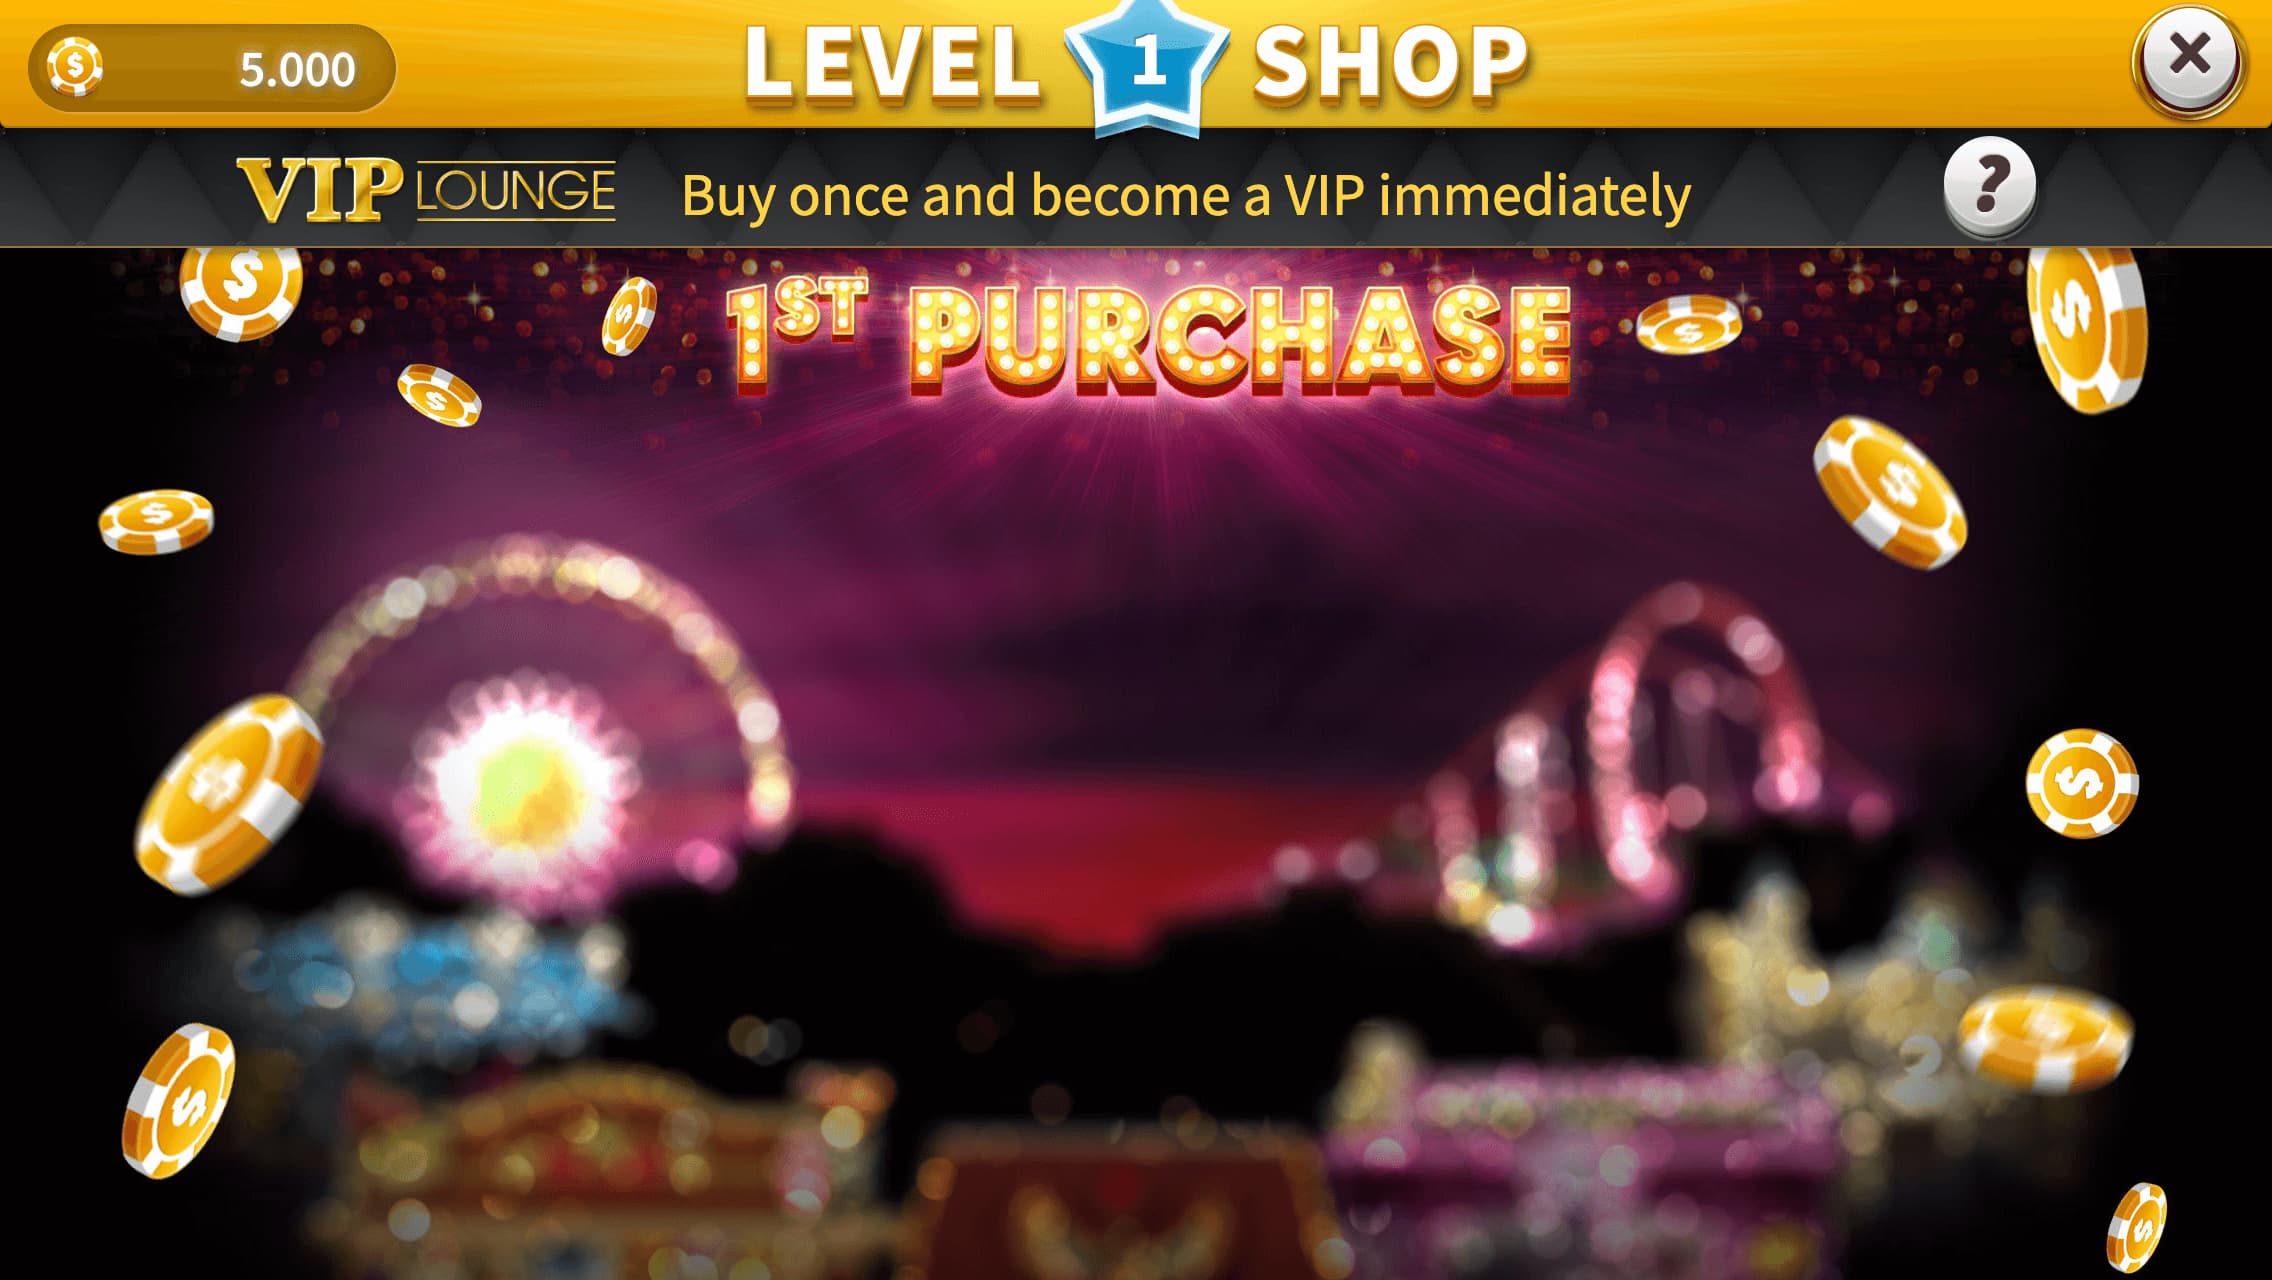 5.000
LEVEL 1 SHOP
VIP LOUNGE
Buy once and become a VIP immediately
?
1ST PURCHASE